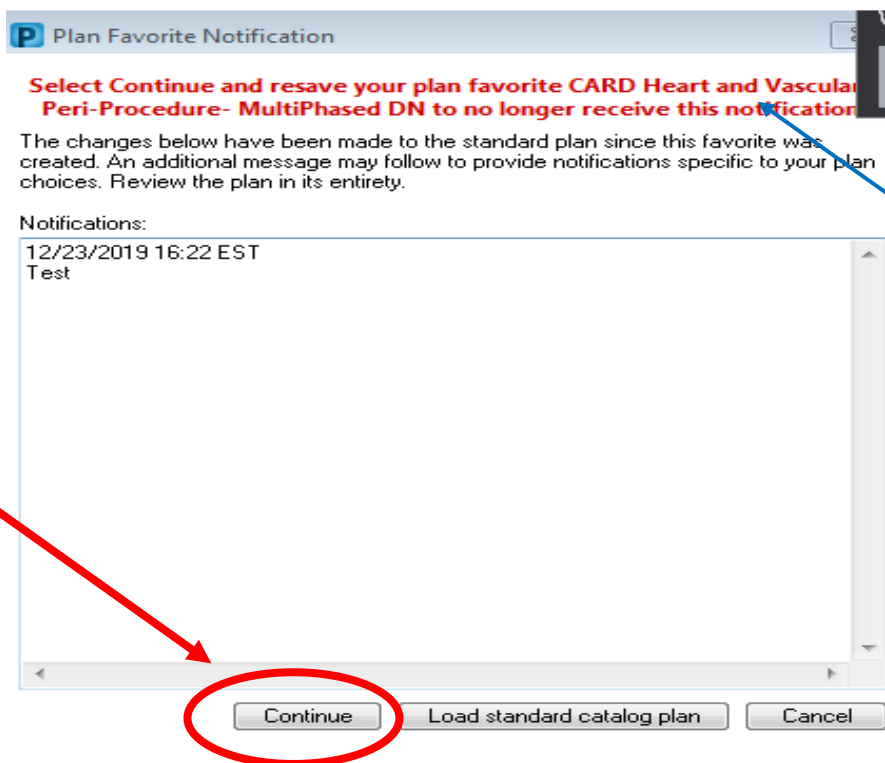 P Plan Favorite Notification
Select Continue and resave your plan favorite CARD Heart and Vascular
Peri-Procedure- MultiPhased DN to no longer receive this notification
The changes below have been made to the standard plan since this favorite was
created. An additional message may follow to provide notifications specific to your plan
choices. Review the plan in its entirety.
Notifications:
12/23/2019 16:22 EST
Test
Continue Load standard catalog plan Cancel